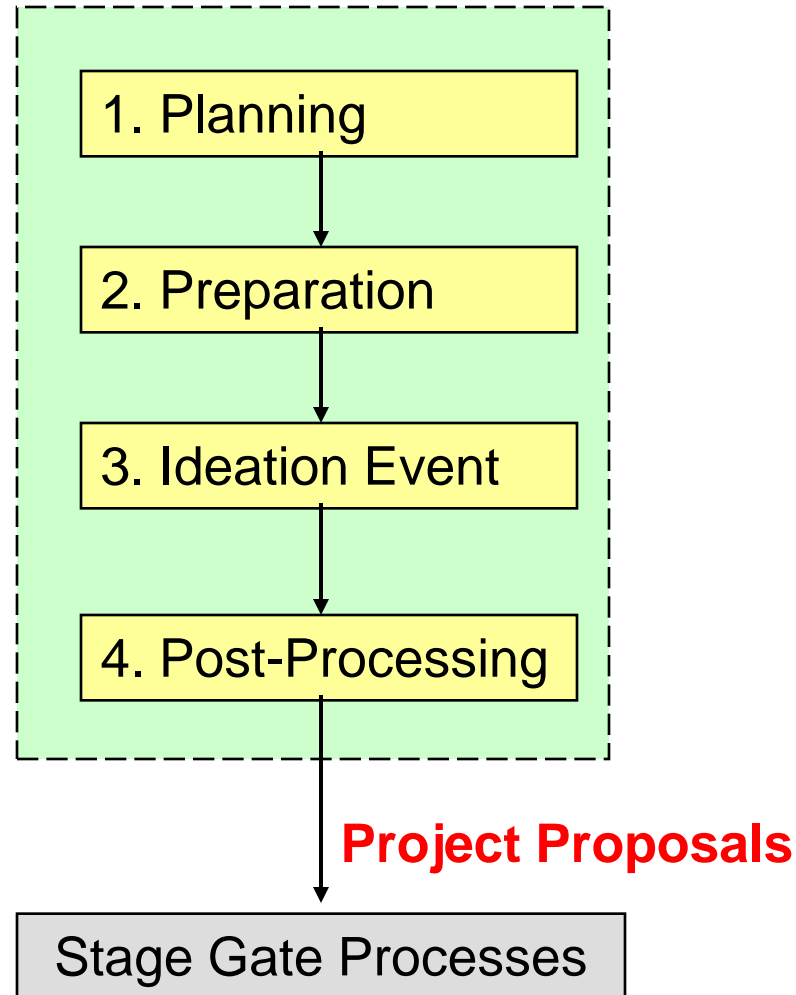 1. Planning
2. Preparation
3. Ideation Event
4. Post-Processing
Project Proposals
Stage Gate Processes